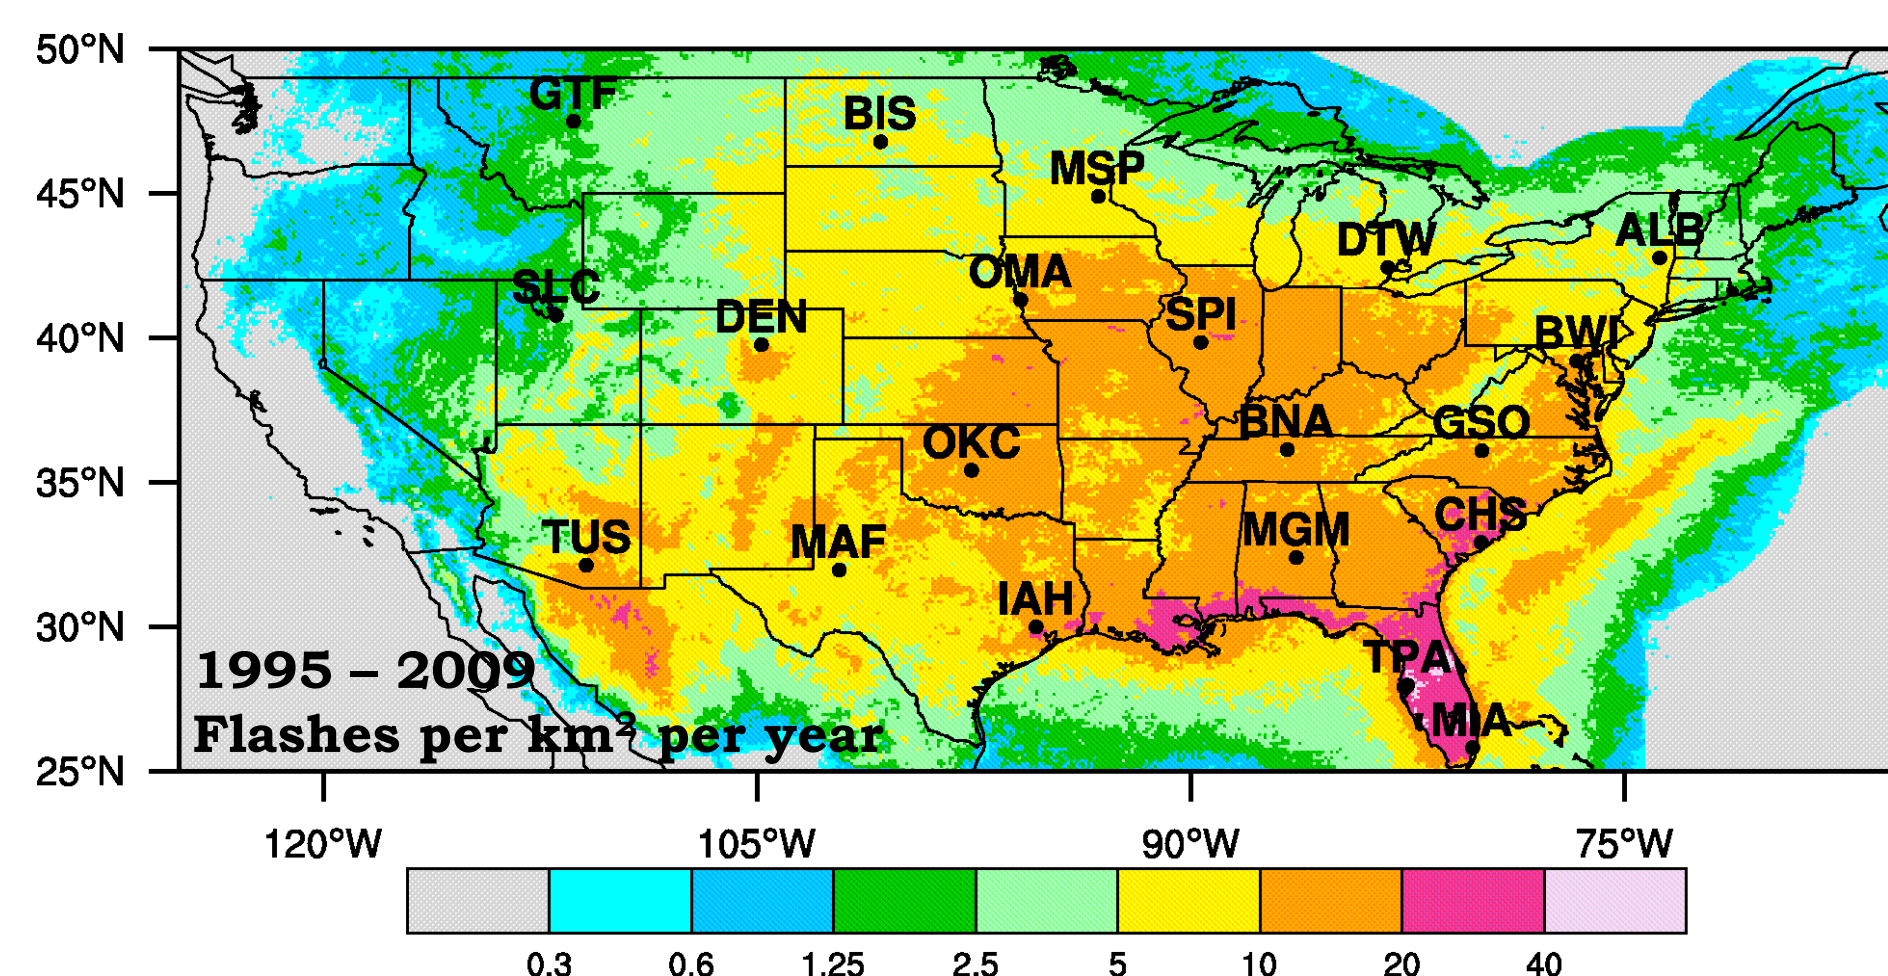 50°N
GTF
BIS
MSP
45°N
DTW
ALB
SLC
OMA
DEN
SPI
40°N
BWI
BNA
GSO
OKC
35°N
CHS
TUS
MAF
MGM
IAH
30°N
TPA
1995 – 2009
MIA
Flashes per km² per year
25°N
120°W 105°W 90°W 75°W
0.3 0.6 1.25 2.5 5 10 20 40